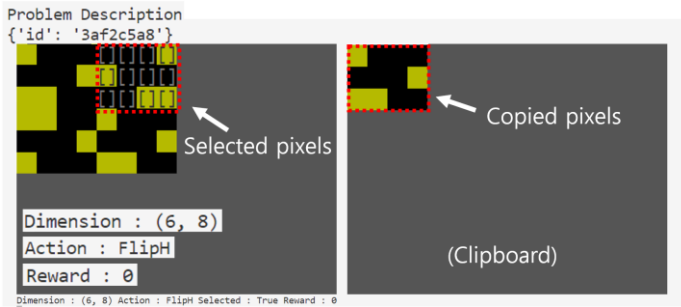 Problem Description
{'id': '3af2c5a8'}
[][][][]
[][][][]
[][][][]
Selected pixels
Copied pixels
Dimension : (6, 8)
Action : FlipH
Reward : 0
(Clipboard)
Dimension : (6, 8) Action : FlipH Selected : True Reward : 0